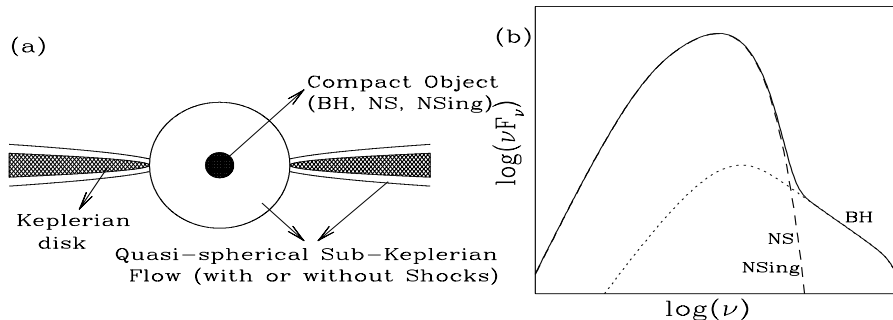 (a)
Compact Object
(BH, NS, NSing)
Keplerian
disk
Quasi-spherical Sub-Keplerian
Flow (with or without Shocks)
(b)
log(νFν)
BH
NS
NSing
log(ν)